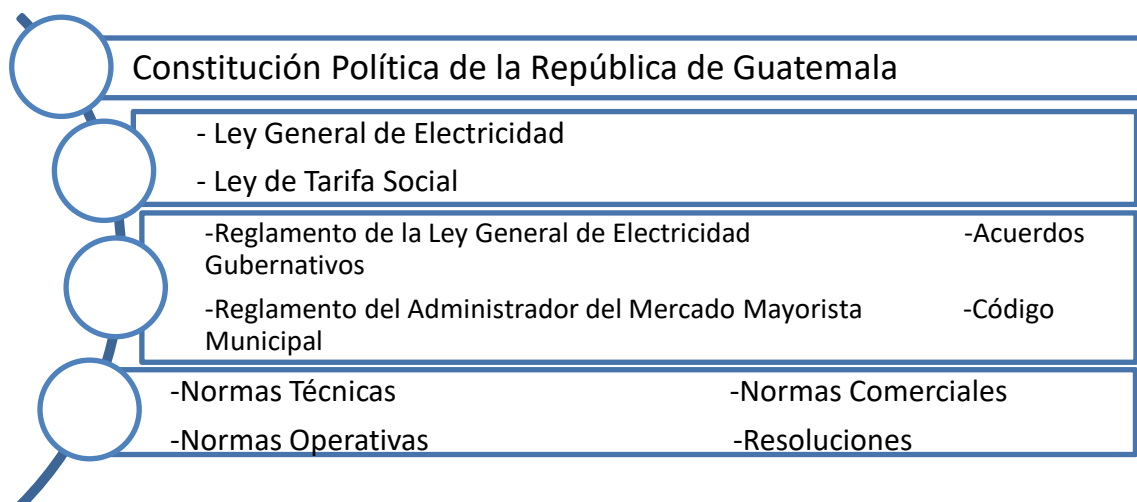 Constitución Política de la República de Guatemala
- Ley General de Electricidad
- Ley de Tarifa Social
-Reglamento de la Ley General de Electricidad -Acuerdos
Gubernativos
-Reglamento del Administrador del Mercado Mayorista -Código
Municipal
-Normas Técnicas -Normas Comerciales
-Normas Operativas -Resoluciones